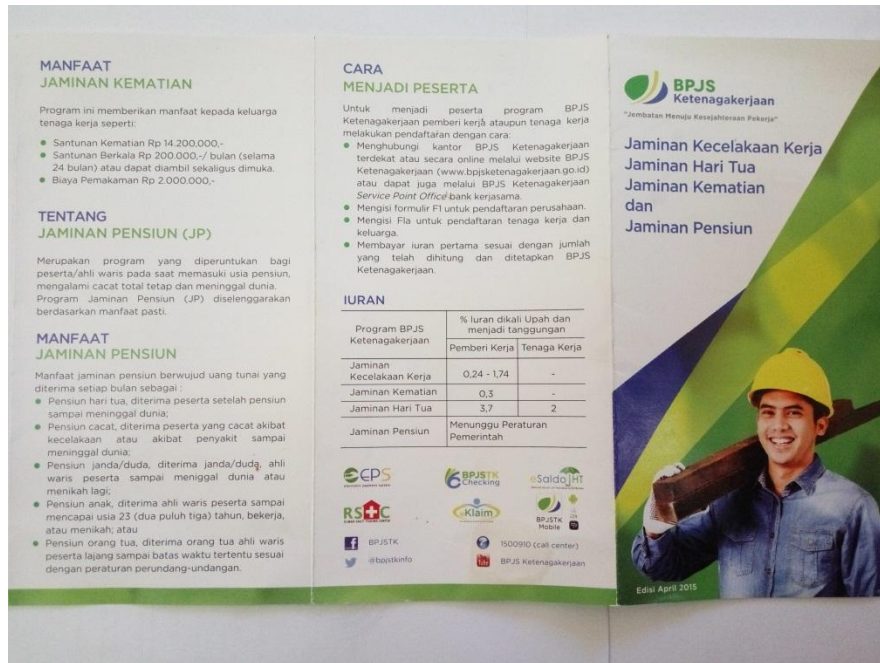 MANFAAT
JAMINAN KEMATIAN
Program ini memberikan manfaat kepada keluarga
tenaga kerja seperti:
Santunan Kematian Rp 14.200,000,-
Santunan Berkala Rp 200.000,-/ bulan (selama
24 bulan) atau dapat diambil sekaligus dimuka.
Biaya Pemakaman Rp 2.000.000,-
TENTANG
JAMINAN PENSIUN (JP)
Merupakan program yang diperuntukan bagi
peserta/ahli waris pada saat memasuki usia pensiun,
mengalami cacat total tetap dan meninggal dunia.
Program Jaminan Pensiun (JP) diselenggarakan
berdasarkan manfaat pasti.
MANFAAT
JAMINAN PENSIUN
Manfaat jaminan pensiun berwujud uang tunai yang
diterima setiap bulan sebagai :
Pensiun hari tua, diterima peserta setelah pensiun
sampai meninggal dunia;
Pensiun cacat, diterima peserta yang cacat akibat
kecelakaan atau akibat penyakit sampai
meninggal dunia;
Pensiun janda/duda, diterima janda/duda, ahli
waris peserta sampai meniggal dunia atau
menikah lagi;
Pensiun anak, diterima ahli waris peserta sampai
mencapai usia 23 (dua puluh tiga) tahun, bekerja,
atau menikah; atau
Pensiun orang tua, diterima orang tua ahli waris
peserta lajang sampai batas waktu tertentu sesuai
dengan peraturan perundang-undangan.
CARA
MENJADI PESERTA
Untuk menjadi peserta program BPJS
Ketenagakerjaan pemberi kerja ataupun tenaga kerja
melakukan pendaftaran dengan cara:
Menghubungi kantor BPJS Ketenagakerjaan
terdekat atau secara online melalui website BPJS
Ketenagakerjaan (www.bpjsketenagakerjaan.go.id)
atau dapat juga melalui BPJS Ketenagakerjaan
Service Point Office bank kerjasama.
Mengisi formulir F1 untuk pendaftaran perusahaan.
Mengisi F1a untuk pendaftaran tenaga kerja dan
keluarga.
Membayar iuran pertama sesuai dengan jumlah
yang telah dihitung dan ditetapkan BPJS
Ketenagakerjaan.
IURAN
Program BPJS
Ketenagakerjaan
% Iuran dikali Upah dan
menjadi tanggungan
Pemberi Kerja Tenaga Kerja
Jaminan
Kecelakaan Kerja 0,24 - 1,74 -
Jaminan Kematian 0,3 -
Jaminan Hari Tua 3,7 2
Jaminan Pensiun Menunggu Peraturan
Pemerintah
EPS
BPJSTK
Checking
eSaldo JHT
RSTC
e-Klaim
BPJSTK
Mobile
BPJSTK
1500910 (call center)
@bpjstkinfo
BPJS Ketenagakerjaan
BPJS
Ketenagakerjaan
"Jembatan Menuju Kesejahteraan Pekerja"
Jaminan Kecelakaan Kerja
Jaminan Hari Tua
Jaminan Kematian
dan
Jaminan Pensiun
Edisi April 2015